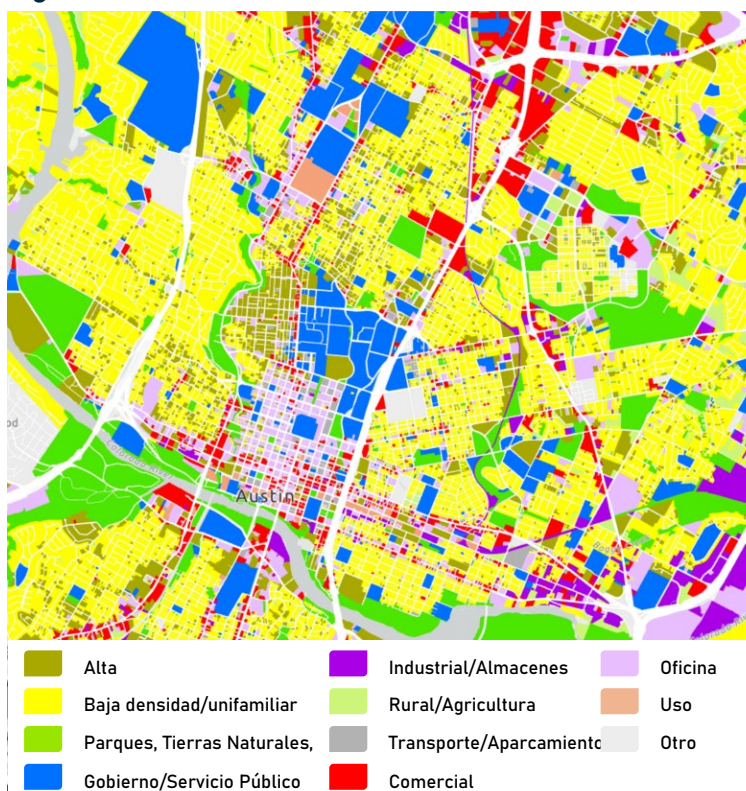 Austin
Alta
Industrial/Almacenes
Oficina
Baja densidad/unifamiliar
Rural/Agricultura
Uso
Parques, Tierras Naturales,
Transporte/Aparcamiento
Otro
Gobierno/Servicio Público
Comercial